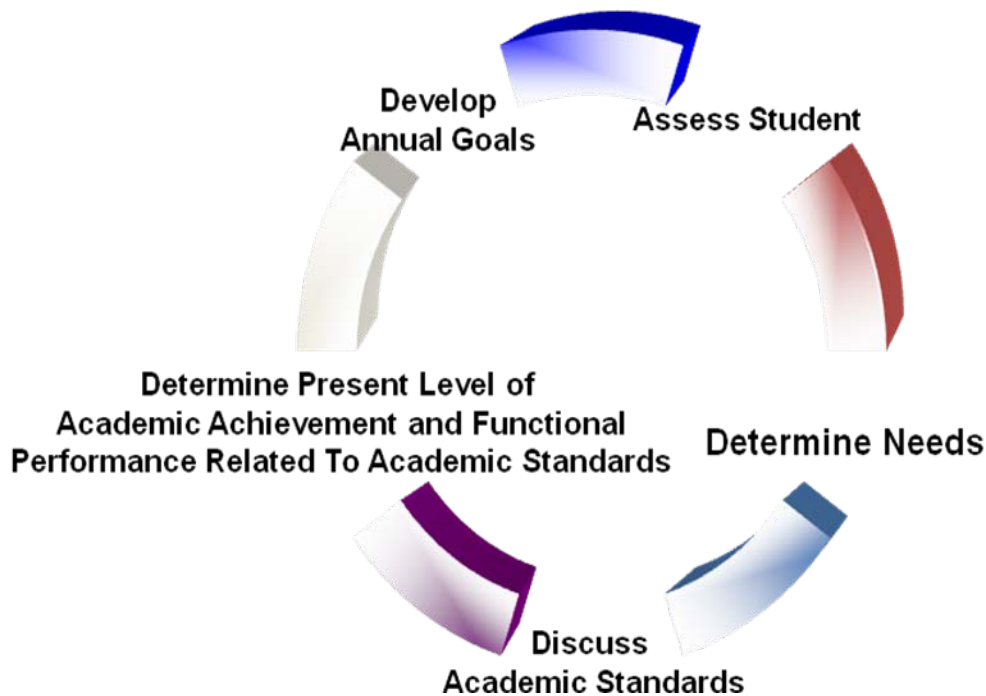 Develop
Annual Goals
Assess Student
Determine Present Level of
Academic Achievement and Functional
Performance Related To Academic Standards
Determine Needs
Discuss
Academic Standards